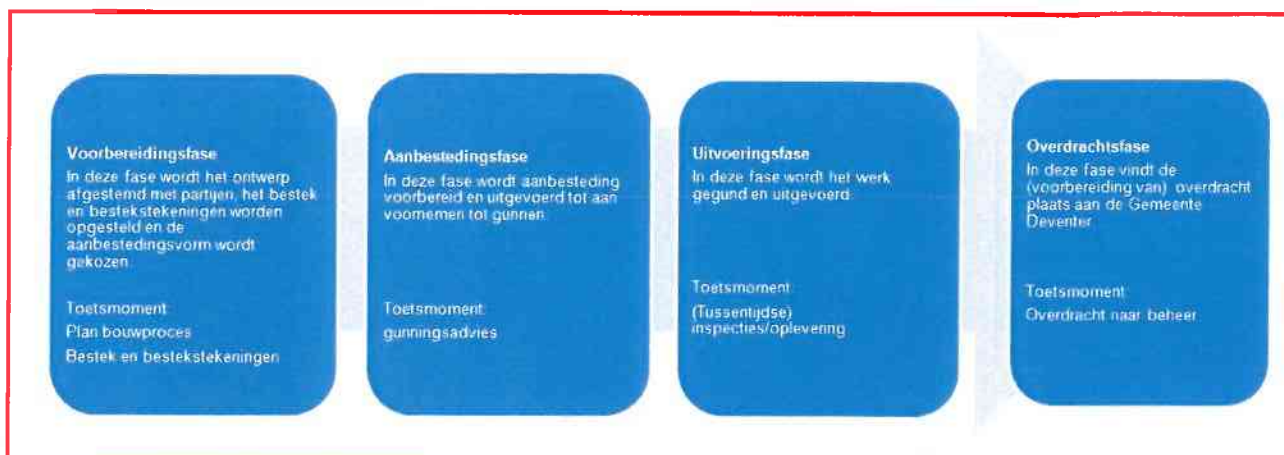 Voorbereidingsfase
In deze fase wordt het ontwerp
afgestemd met partijen, het bestek
en bestekstekeningen worden
opgesteld en de
aanbestedingsvorm wordt
gekozen.
Toetsmoment
Plan bouwproces
Bestek en bestekstekeningen
Aanbestedingsfase
In deze fase wordt aanbesteding
voorbereid en uitgevoerd tot aan
voornemen tot gunnen.
Toetsmoment
gunningsadvies
Uitvoeringsfase
In deze fase wordt het werk
gegund en uitgevoerd.
Toetsmoment
(Tussentijdse)
inspecties/oplevering
Overdrachtsfase
In deze fase vindt de
(voorbereiding van) overdracht
plaats aan de Gemeente
Deventer.
Toetsmoment
Overdracht naar beheer